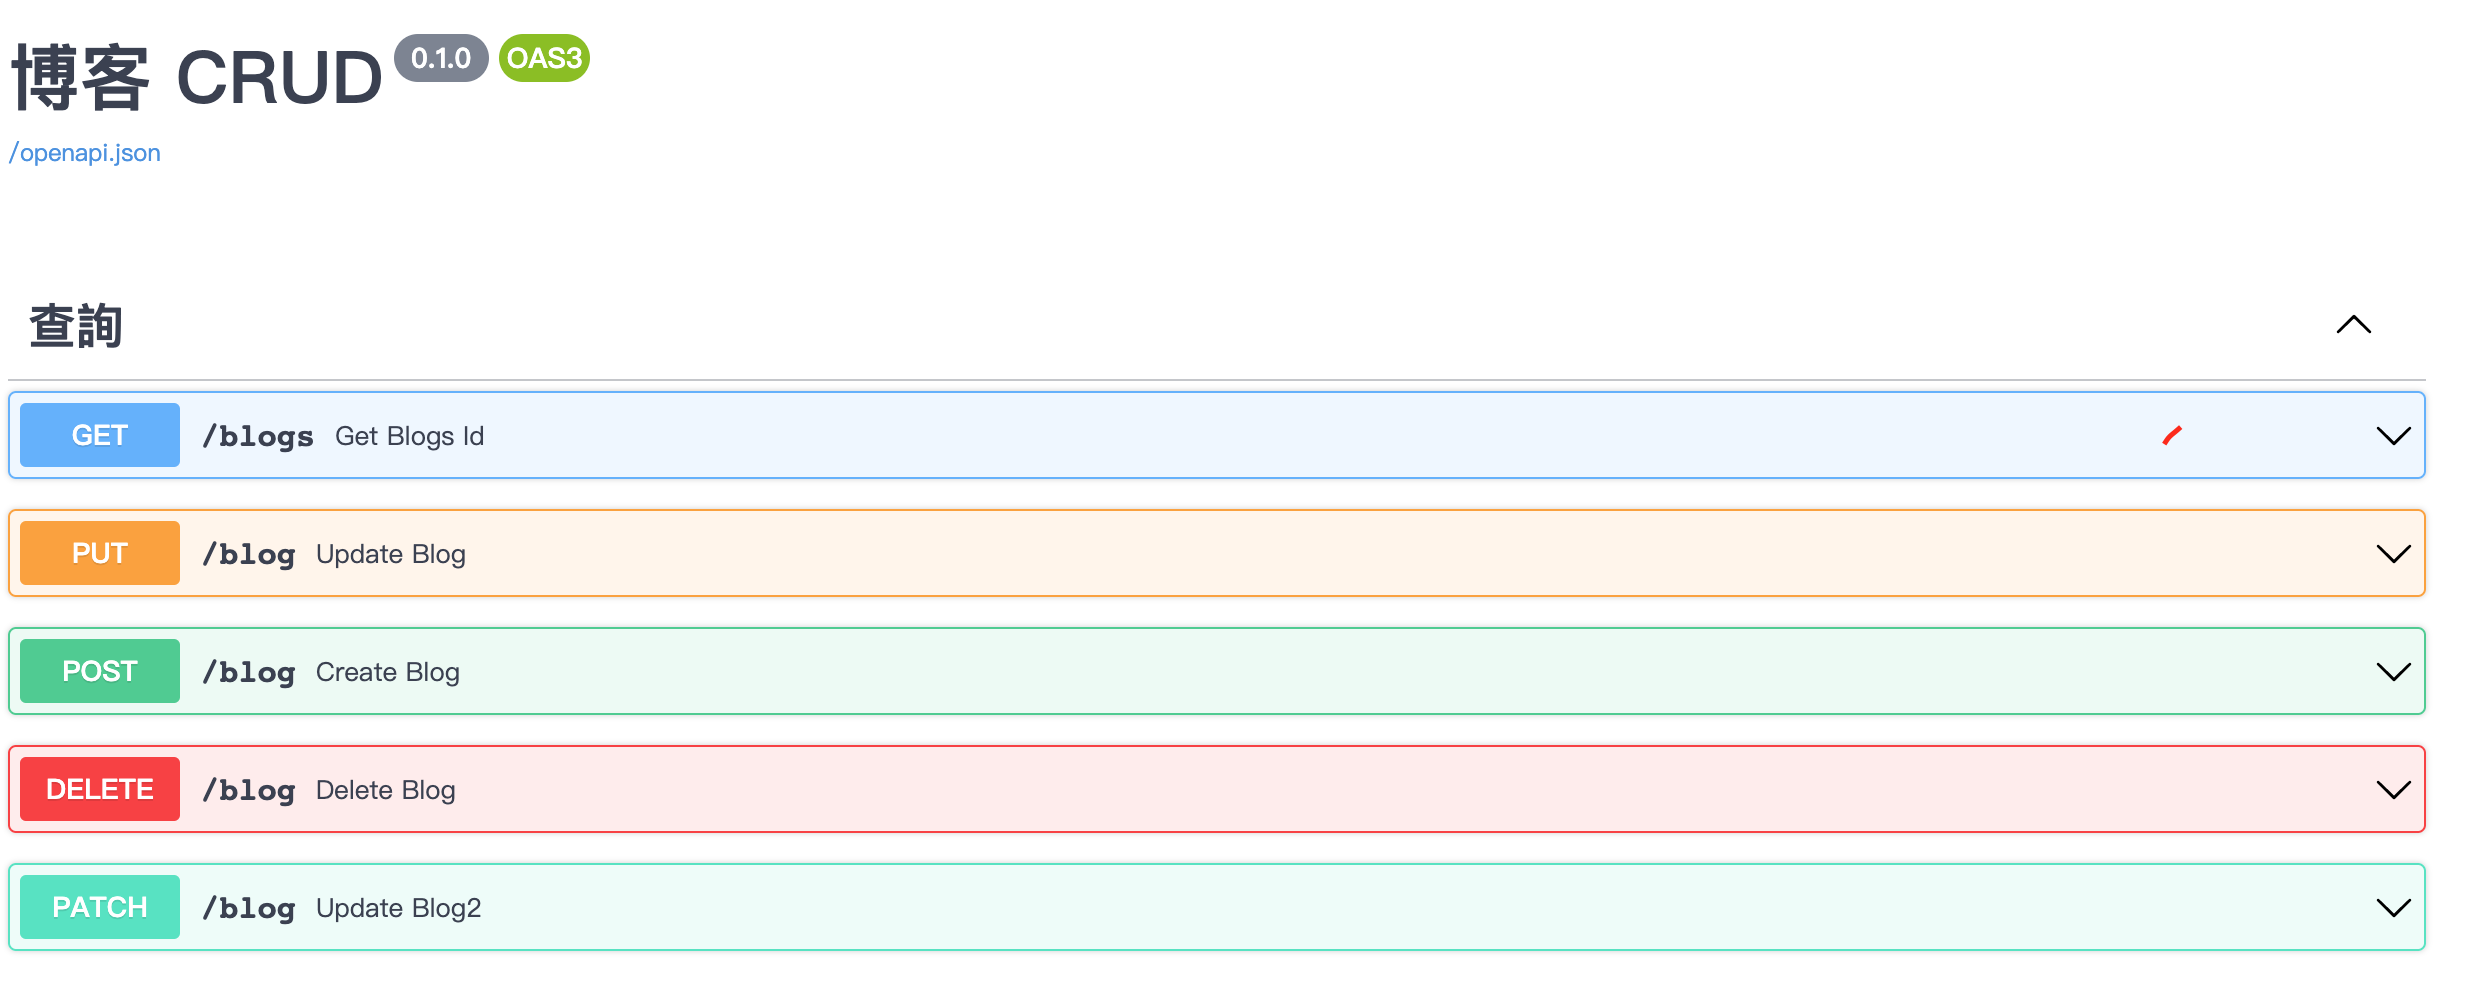 博客 CRUD 0.1.0 OAS3
/openapi.json
查詢
GET /blogs Get Blogs Id
PUT /blog Update Blog
POST /blog Create Blog
DELETE /blog Delete Blog
PATCH /blog Update Blog2